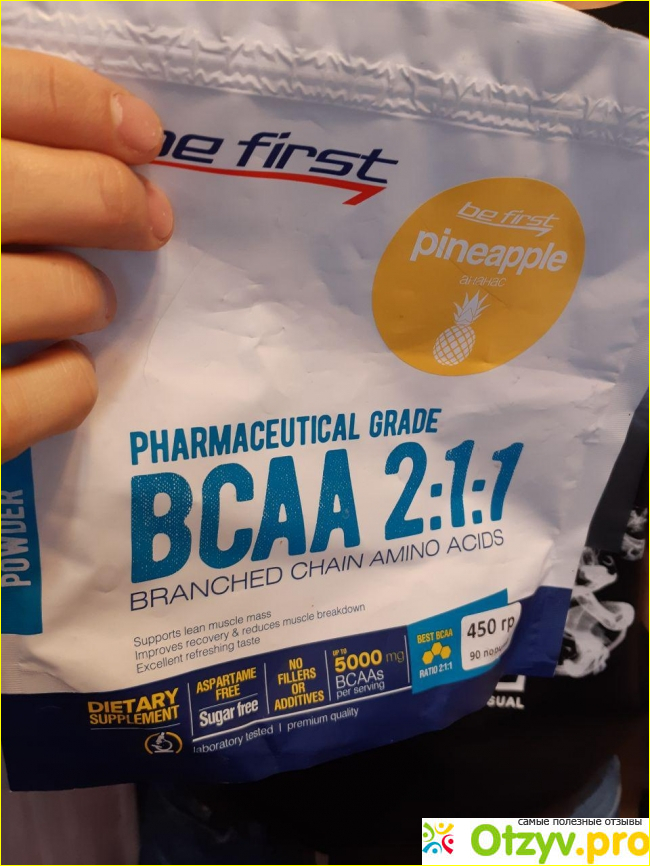 be first
be first
pineapple
ананас
PHARMACEUTICAL GRADE
BCAA 2:1:1
BRANCHED CHAIN AMINO ACIDS
POWDER
Supports lean muscle mass
Improves recovery & reduces muscle breakdown
Excellent refreshing taste
DIETARY
SUPPLEMENT
ASPARTAME
FREE
Sugar free
NO
FILLERS
OR
ADDITIVES
UP TO
5000 mg
BCAAs
per serving
BEST BCAA
RATIO 2:1:1
450 гр
90
laboratory tested | premium quality
самые полезные отзывы
Otzyv.pro